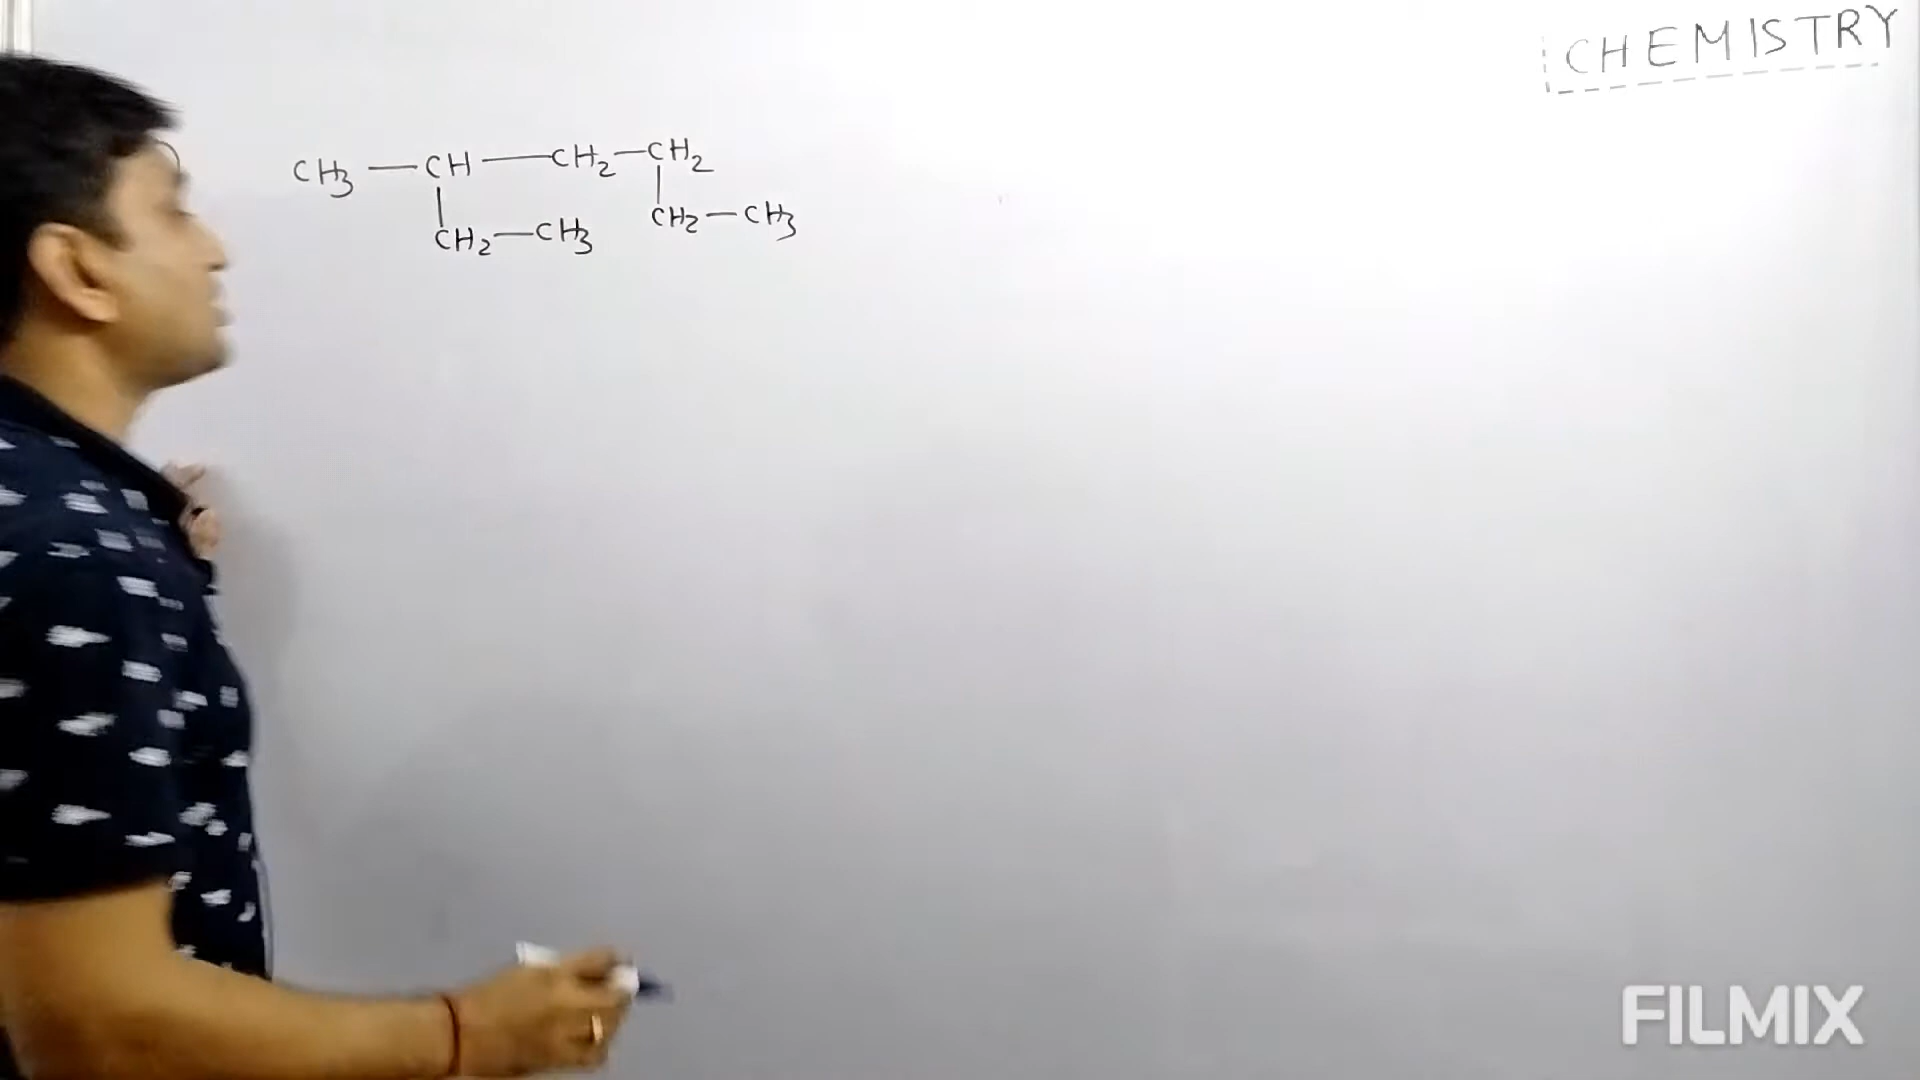 CHEMISTRY
CH3 — CH — CH2 — CH2
CH2 — CH3 CH2 — CH3
FILMIX